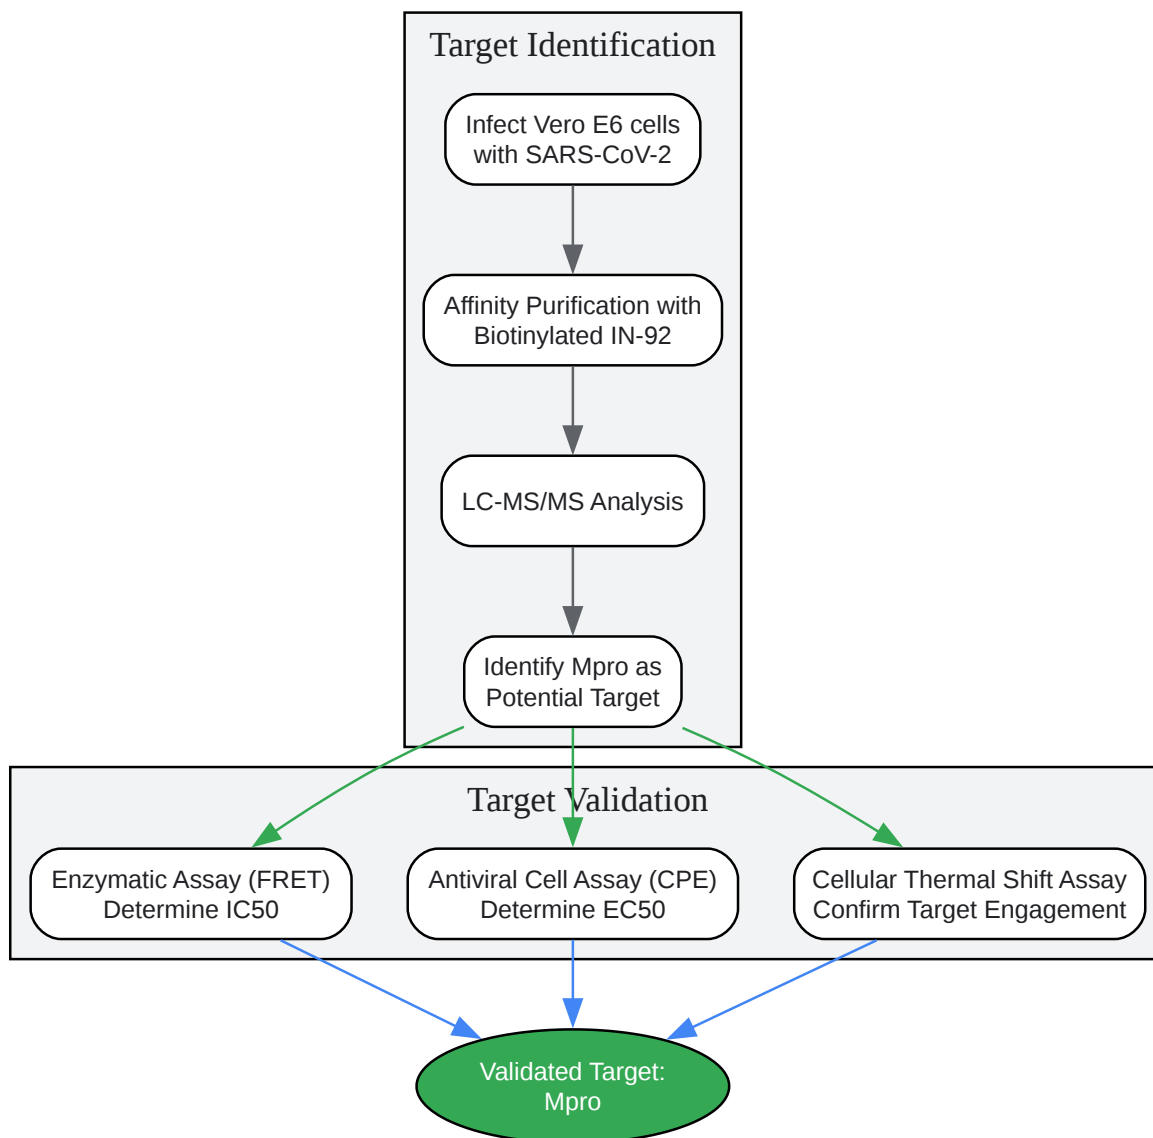 Target Identification
Infect Vero E6 cells
with SARS-CoV-2
Affinity Purification with
Biotinylated IN-92
LC-MS/MS Analysis
Identify Mpro as
Potential Target
Target Validation
Enzymatic Assay (FRET)
Determine IC50
Antiviral Cell Assay (CPE)
Determine EC50
Cellular Thermal Shift Assay
Confirm Target Engagement
Validated Target:
Mpro